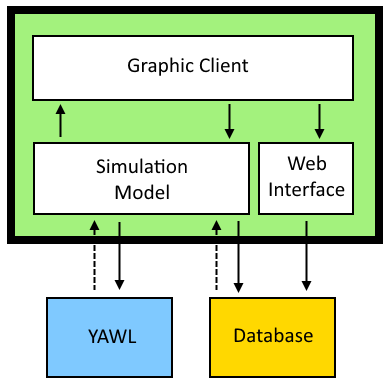 Graphic Client
Simulation
Model
Web
Interface
YAWL
Database